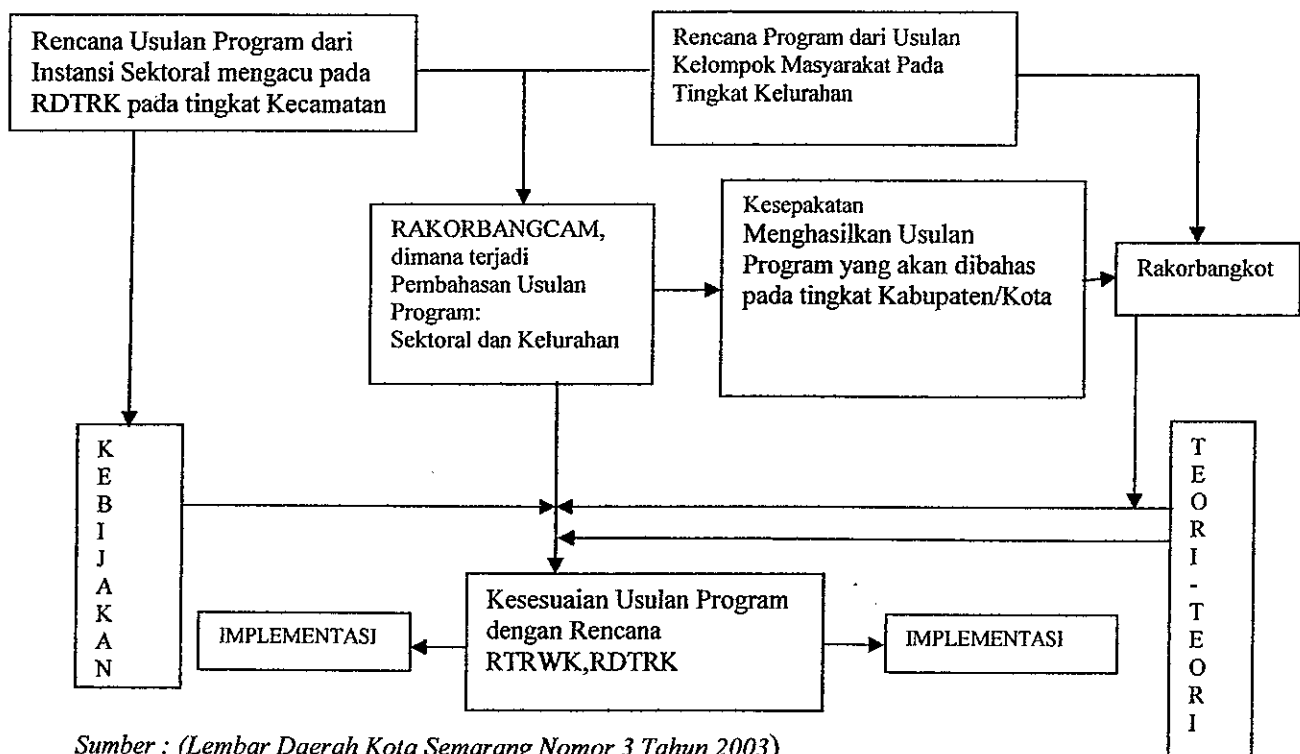 Rencana Usulan Program dari
Instansi Sektoral mengacu pada
RDTRK pada tingkat Kecamatan
Rencana Program dari Usulan
Kelompok Masyarakat Pada
Tingkat Kelurahan
RAKORBANGCAM,
dimana terjadi
Pembahasan Usulan
Program:
Sektoral dan Kelurahan
Kesepakatan
Menghasilkan Usulan
Program yang akan dibahas
pada tingkat Kabupaten/Kota
Rakorbangkot
K
E
B
I
J
A
K
A
N
T
E
O
R
I
-
T
E
O
R
I
Kesesuaian Usulan Program
dengan Rencana
RTRWK,RDTRK
IMPLEMENTASI
IMPLEMENTASI
Sumber : (Lembar Daerah Kota Semarang Nomor 3 Tahun 2003)